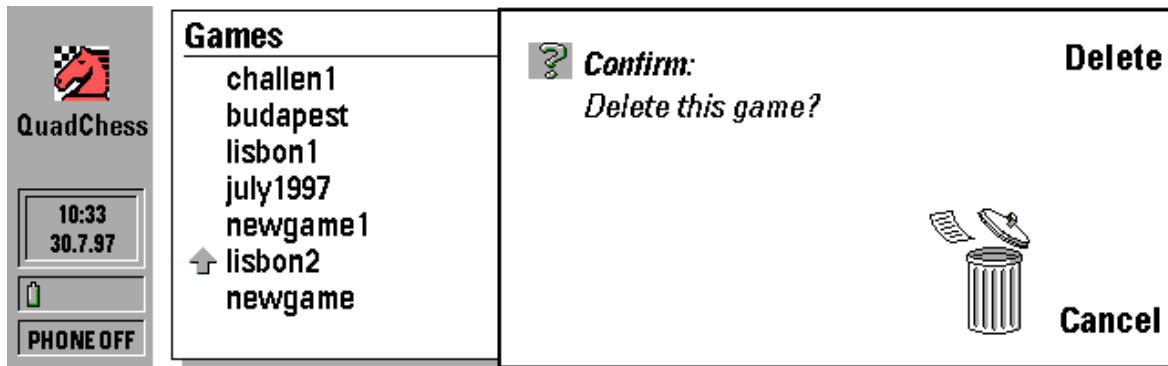 QuadChess
10:33
30.7.97
PHONE OFF
Games
challen1
budapest
lisbon1
july1997
newgame1
lisbon2
newgame
Confirm:
Delete this game?
Delete
Cancel